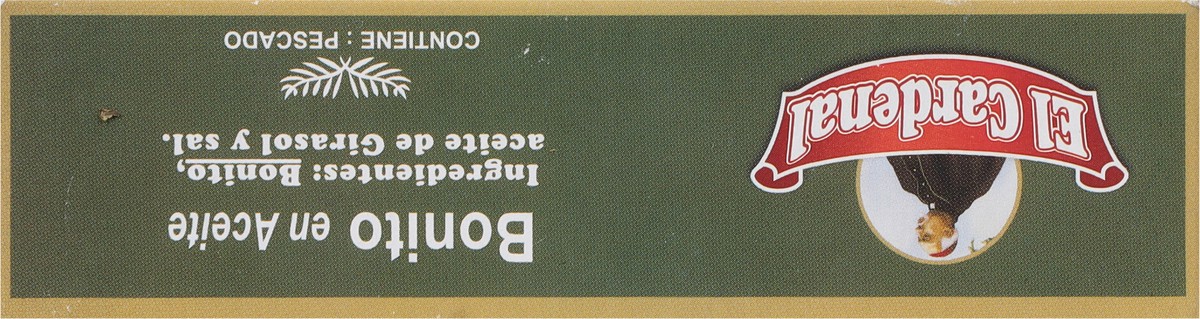 El Cardenal
Bonito en Aceite
Ingredientes: Bonito,
aceite de Girasol y sal.
CONTIENE : PESCADO